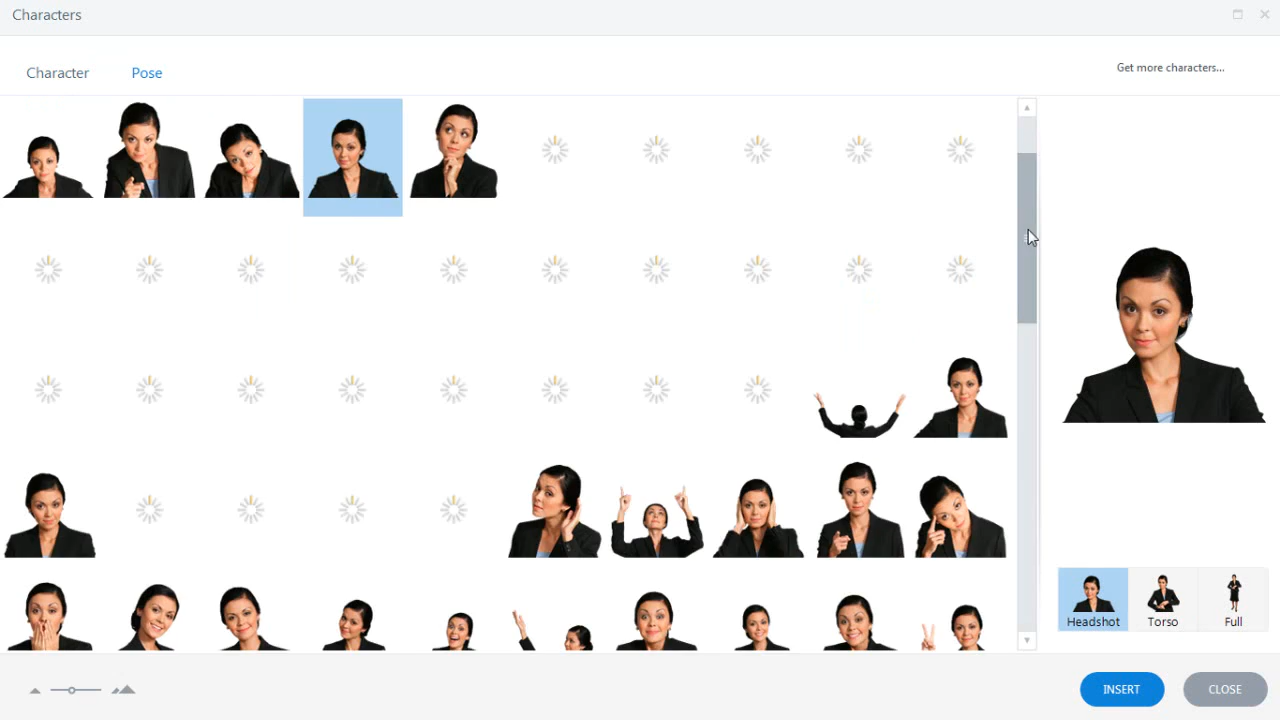 Characters
Character
Pose
Get more characters...
Headshot
Torso
Full
INSERT
CLOSE